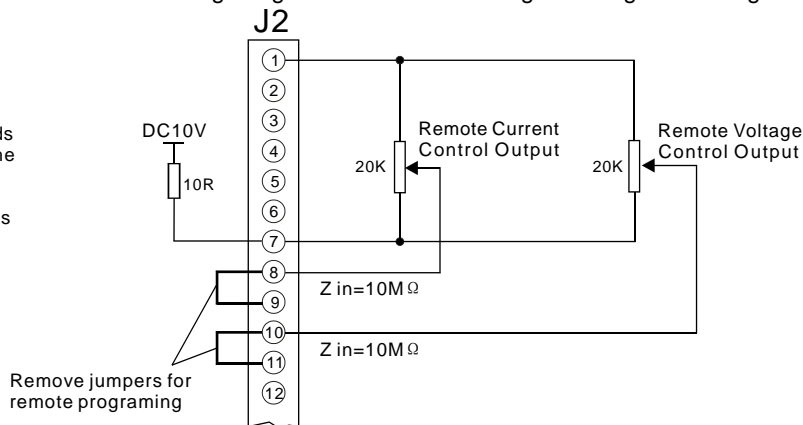 J2
1
2
3
4
5
6
7
8
9
10
11
12
DC10V
10R
20K
Remote Current
Control Output
20K
Remote Voltage
Control Output
Z in=10MΩ
Z in=10MΩ
Remove jumpers for
remote programing